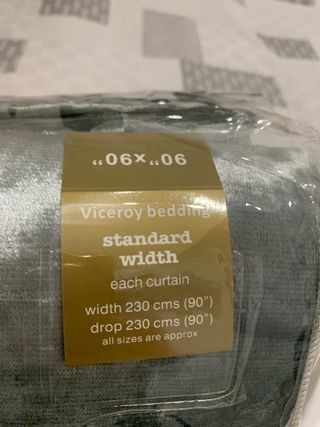 90"x90"
Viceroy bedding
standard
width
each curtain
width 230 cms (90")
drop 230 cms (90")
all sizes are approx